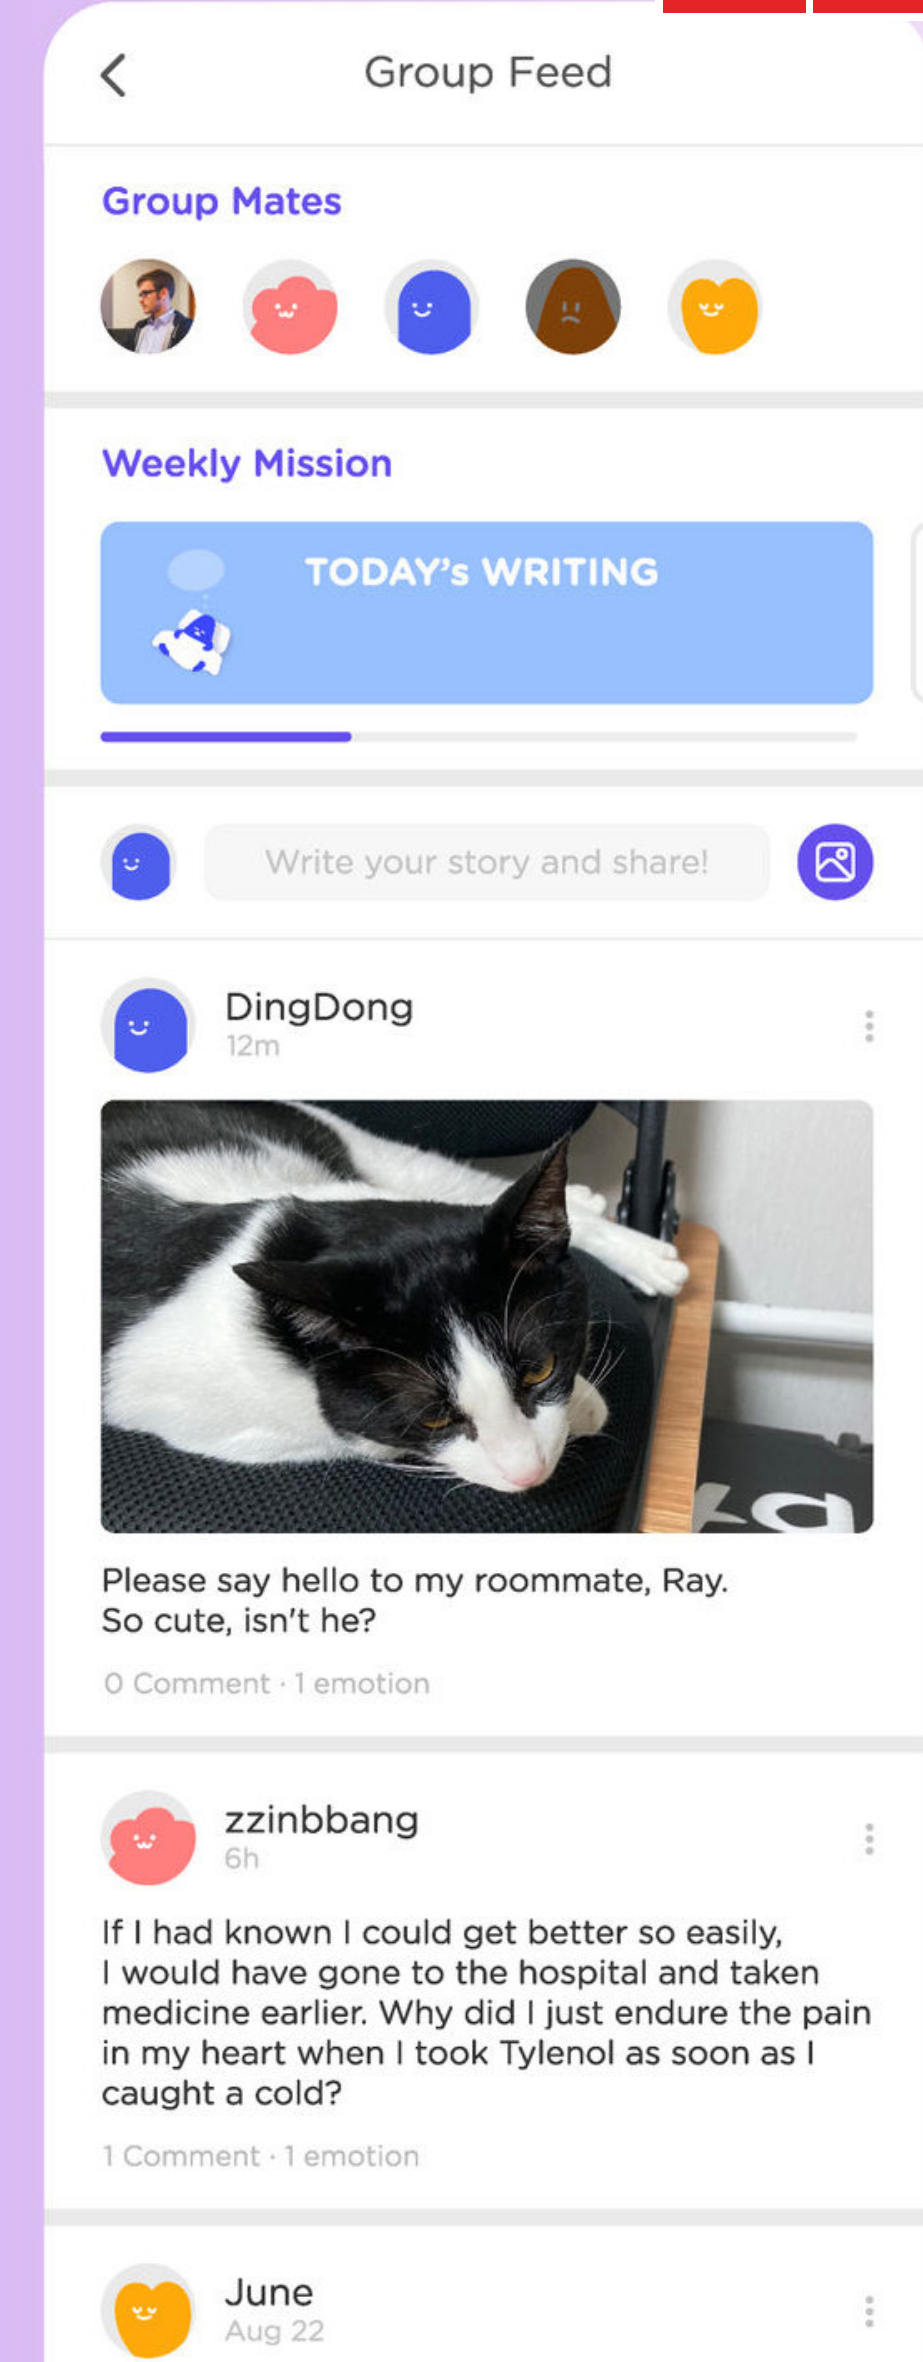 Group Feed
Group Mates
Weekly Mission
TODAY's WRITING
Write your story and share!
DingDong
12m
Please say hello to my roommate, Ray.
So cute, isn't he?
0 Comment · 1 emotion
zzinbbang
6h
If I had known I could get better so easily,
I would have gone to the hospital and taken
medicine earlier. Why did I just endure the pain
in my heart when I took Tylenol as soon as I
caught a cold?
1 Comment · 1 emotion
June
Aug 22